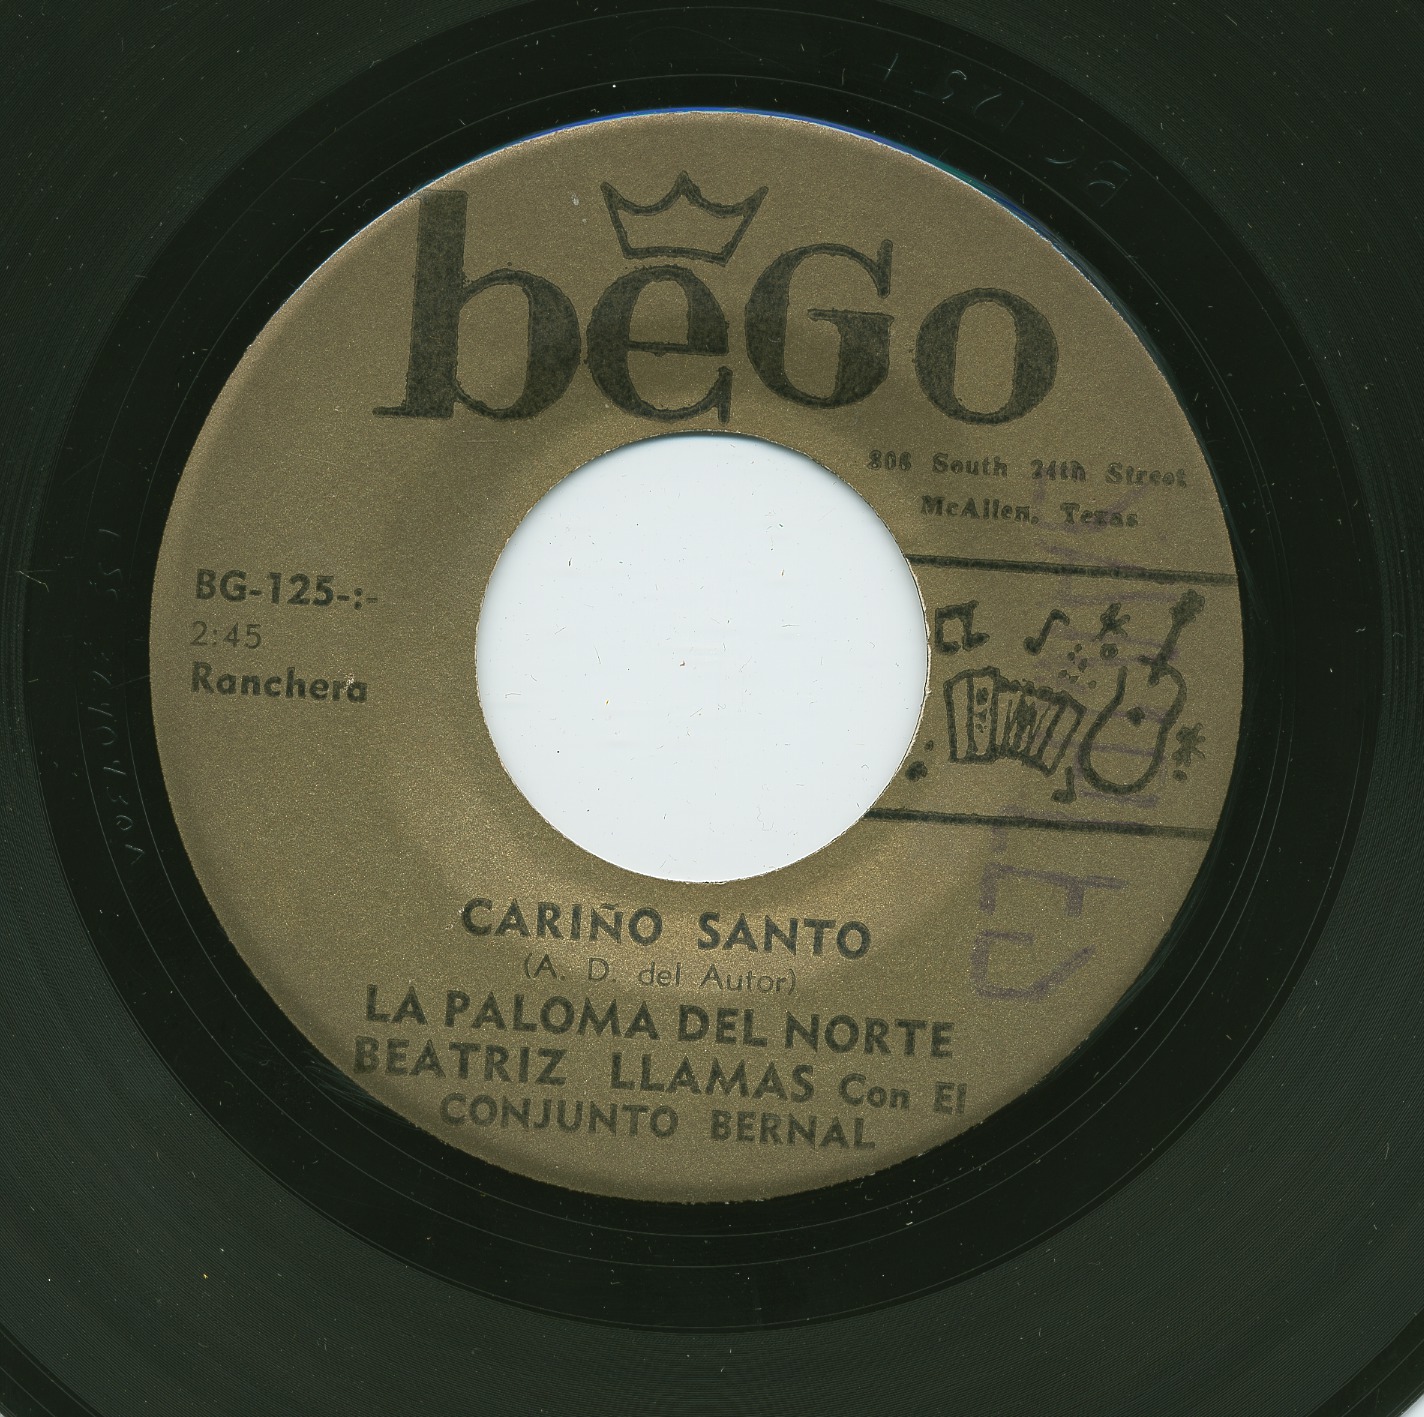 bėGo
806 South 24th Street
McAllen, Texas
BG-125-:-
2:45
Ranchera
CARIÑO SANTO
(A. D. del Autor)
LA PALOMA DEL NORTE
BEATRIZ LLAMAS Con El
CONJUNTO BERNAL